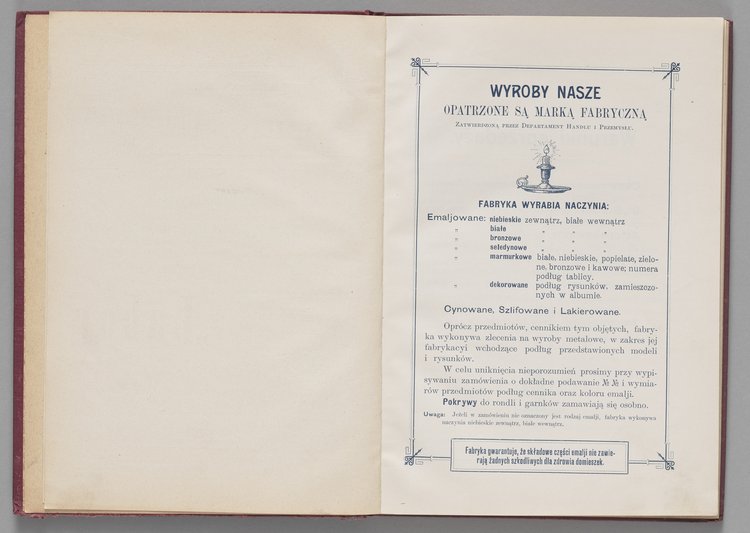 WYROBY NASZE
OPATRZONE SĄ MARKĄ FABRYCZNĄ
Zatwierdzoną przez Departament Handlu i Przemysłu.
FABRYKA WYRABIA NACZYNIA:
Emaljowane: niebieskie zewnątrz, białe wewnątrz
„ białe „ „ „
„ bronzowe „ „ „
„ seledynowe „ „ „
„ marmurkowe białe, niebieskie, popielate, zielo-
ne, bronzowe i kawowe; numera
podług tablicy.
„ dekorowane podług rysunków, zamieszczo-
nych w albumie.
Cynowane, Szlifowane i Lakierowane.
Oprócz przedmiotów, cennikiem tym objętych, fabry-
ka wykonywa zlecenia na wyroby metalowe, w zakres jej
fabrykacyi wchodzące podług przedstawionych modeli
i rysunków.
W celu uniknięcia nieporozumień prosimy przy wypi-
sywaniu zamówienia o dokładne podawanie №№ i wymia-
rów przedmiotów podług cennika oraz koloru emalji.
Pokrywy do rondli i garnków zamawiają się osobno.
Uwaga: Jeżeli w zamówieniu nie oznaczony jest rodzaj emalji, fabryka wykonywa
naczynia niebieskie zewnątrz, białe wewnątrz.
Fabryka gwarantuje, że składowe części emalji nie zawie-
rają żadnych szkodliwych dla zdrowia domieszek.